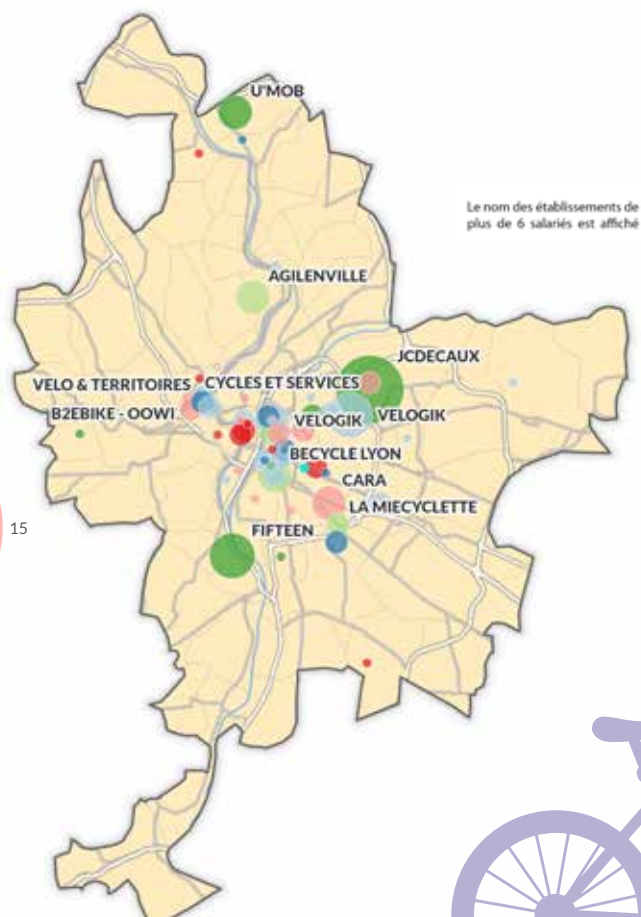 U'MOB
Le nom des établissements de
plus de 6 salariés est affiché
AGILENVILLE
JCDECAUX
VELO & TERRITOIRES
CYCLES ET SERVICES
B2EBIKE - OOWI
VELOGIK
VELOGIK
BECYCLE LYON
CARA
LA MIECYCLETTE
15
FIFTEEN